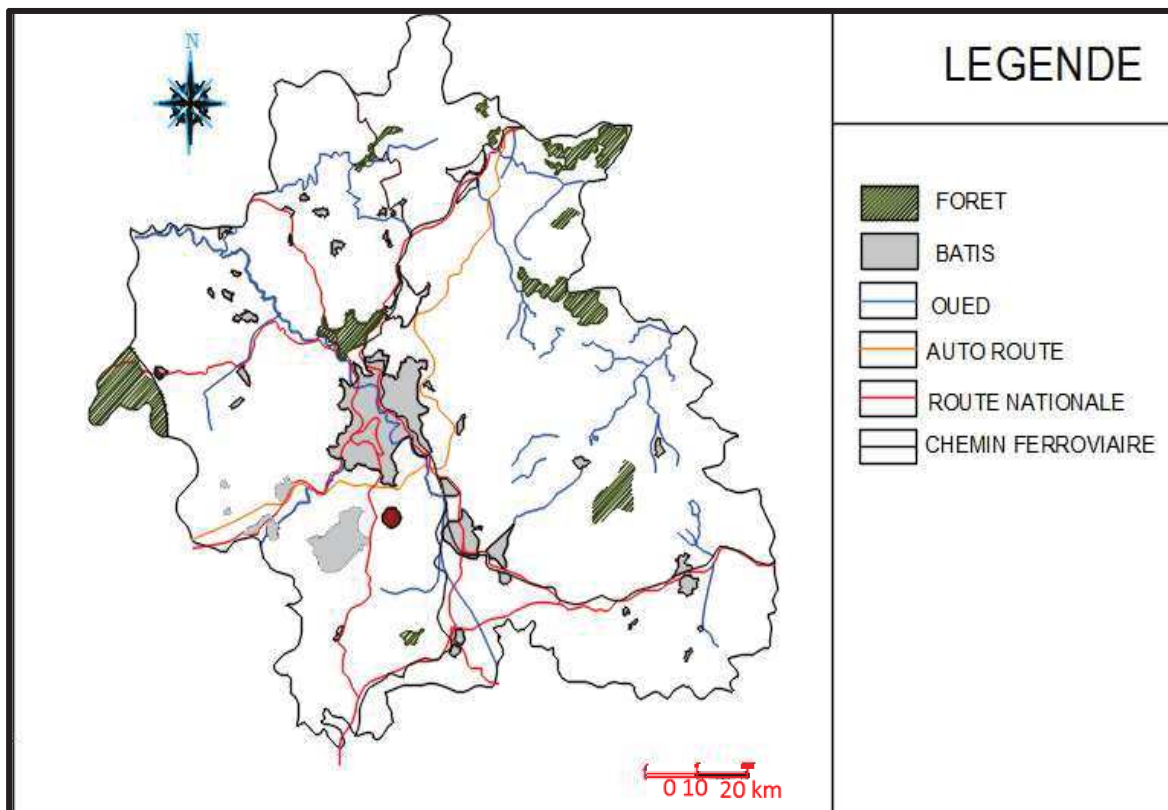 N
LEGENDE
FORET
BATIS
OUED
AUTO ROUTE
ROUTE NATIONALE
CHEMIN FERROVIAIRE
0 10 20 km